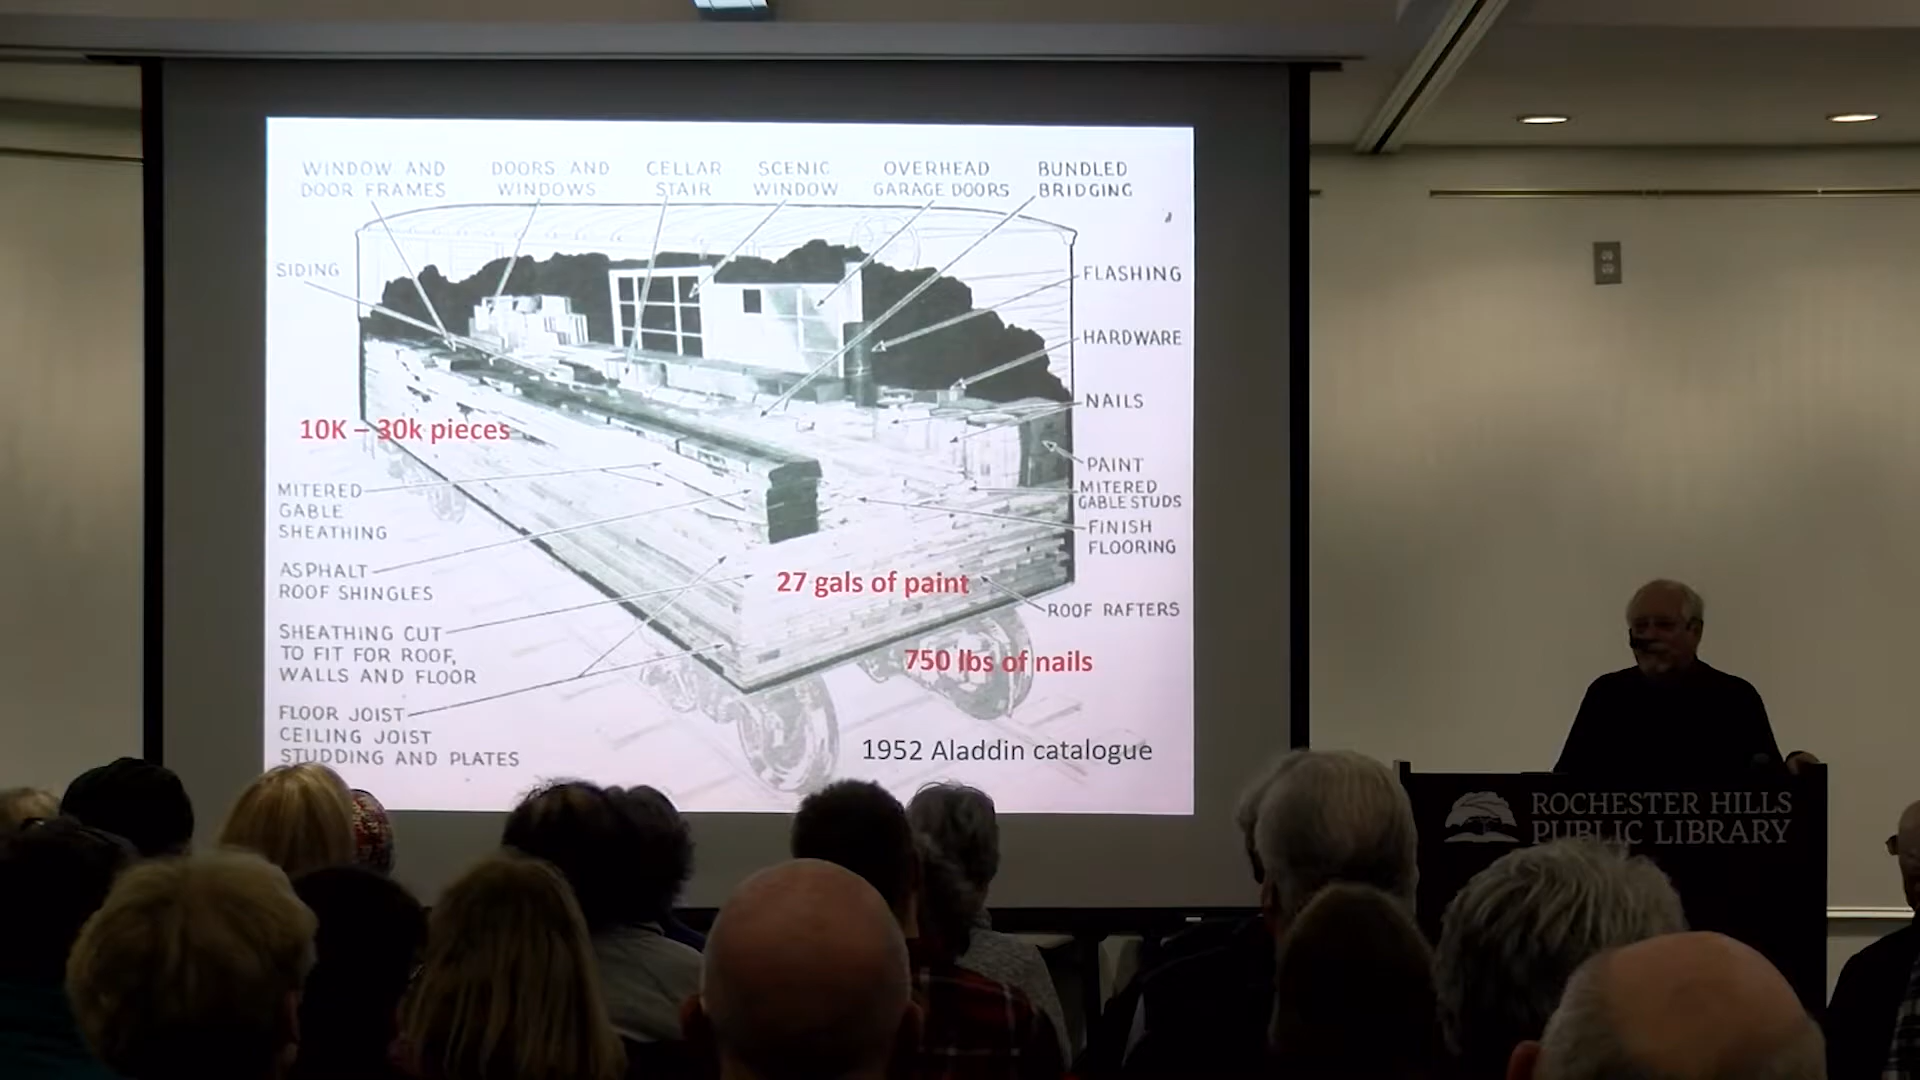 WINDOW AND
DOOR FRAMES
DOORS AND
WINDOWS
CELLAR
STAIR
SCENIC
WINDOW
OVERHEAD
GARAGE DOORS
BUNDLED
BRIDGING
SIDING
FLASHING
HARDWARE
NAILS
10K – 30k pieces
PAINT
MITERED
GABLE STUDS
MITERED
GABLE
SHEATHING
FINISH
FLOORING
ASPHALT
ROOF SHINGLES
27 gals of paint
ROOF RAFTERS
SHEATHING CUT
TO FIT FOR ROOF,
WALLS AND FLOOR
750 lbs of nails
FLOOR JOIST
CEILING JOIST
STUDDING AND PLATES
1952 Aladdin catalogue
ROCHESTER HILLS
PUBLIC LIBRARY